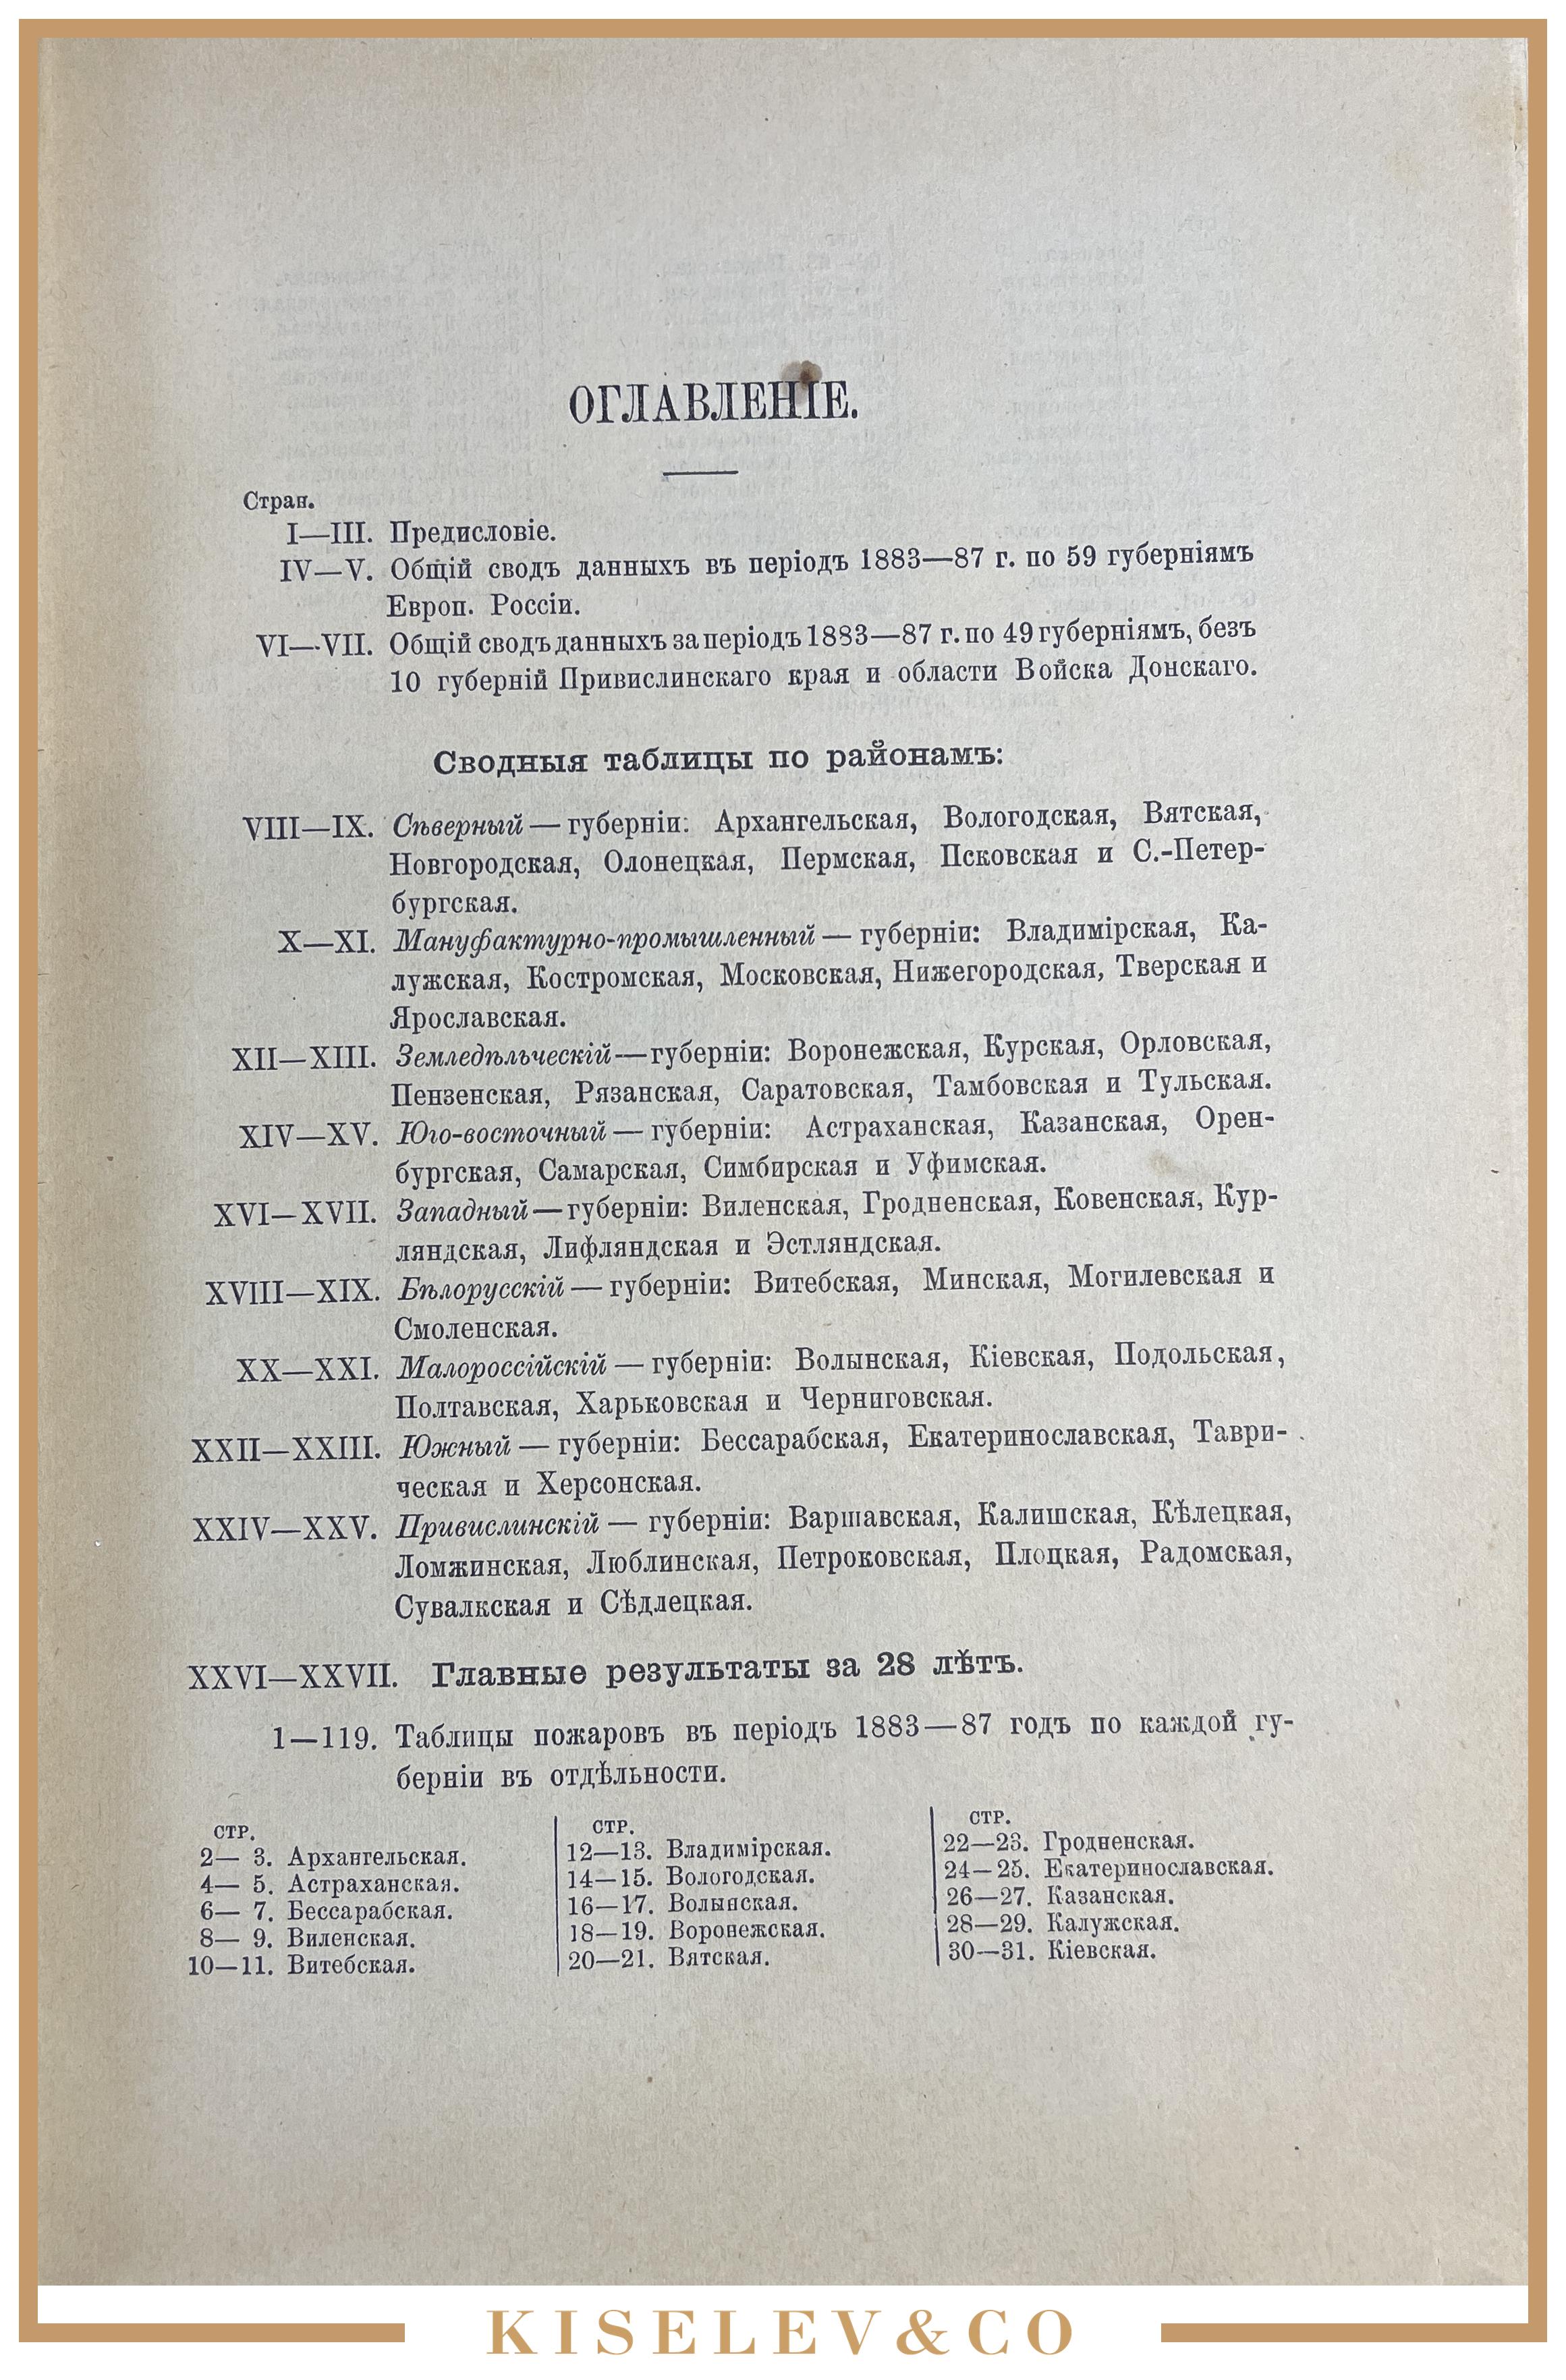 ОГЛАВЛЕНІЕ.
Стран.
I—III. Предисловіе.
IV—V. Общій сводъ данныхъ въ періодъ 1883—87 г. по 59 губерніямъ
Европ. Россіи.
VI—VII. Общій сводъ данныхъ за періодъ 1883—87 г. по 49 губерніямъ, безъ
10 губерній Привислинскаго края и области Войска Донскаго.
Сводныя таблицы по районамъ:
VIII—IX. Сѣверный — губерніи: Архангельская, Вологодская, Вятская,
Новгородская, Олонецкая, Пермская, Псковская и С.-Петер-
бургская.
X—XI. Мануфактурно-промышленный — губерніи: Владимірская, Ка-
лужская, Костромская, Московская, Нижегородская, Тверская и
Ярославская.
XII—XIII. Земледѣльческій — губерніи: Воронежская, Курская, Орловская,
Пензенская, Рязанская, Саратовская, Тамбовская и Тульская.
XIV—XV. Юго-восточный — губерніи: Астраханская, Казанская, Орен-
бургская, Самарская, Симбирская и Уфимская.
XVI—XVII. Западный — губерніи: Виленская, Гродненская, Ковенская, Кур-
ляндская, Лифляндская и Эстляндская.
XVIII—XIX. Бѣлорусскій — губерніи: Витебская, Минская, Могилевская и
Смоленская.
XX—XXI. Малороссійскій — губерніи: Волынская, Кіевская, Подольская,
Полтавская, Харьковская и Черниговская.
XXII—XXIII. Южный — губерніи: Бессарабская, Екатеринославская, Таври-
ческая и Херсонская.
XXIV—XXV. Привислинскій — губерніи: Варшавская, Калишская, Кѣлецкая,
Ломжинская, Люблинская, Петроковская, Плоцкая, Радомская,
Сувалкская и Сѣдлецкая.
XXVI—XXVII. Главные результаты за 28 лѣтъ.
1—119. Таблицы пожаровъ въ періодъ 1883—87 годъ по каждой гу-
берніи въ отдѣльности.
стр.
2— 3. Архангельская.
4— 5. Астраханская.
6— 7. Бессарабская.
8— 9. Виленская.
10—11. Витебская.
стр.
12—13. Владимірская.
14—15. Вологодская.
16—17. Волынская.
18—19. Воронежская.
20—21. Вятская.
стр.
22—23. Гродненская.
24—25. Екатеринославская.
26—27. Казанская.
28—29. Калужская.
30—31. Кіевская.
KISELEV&CO